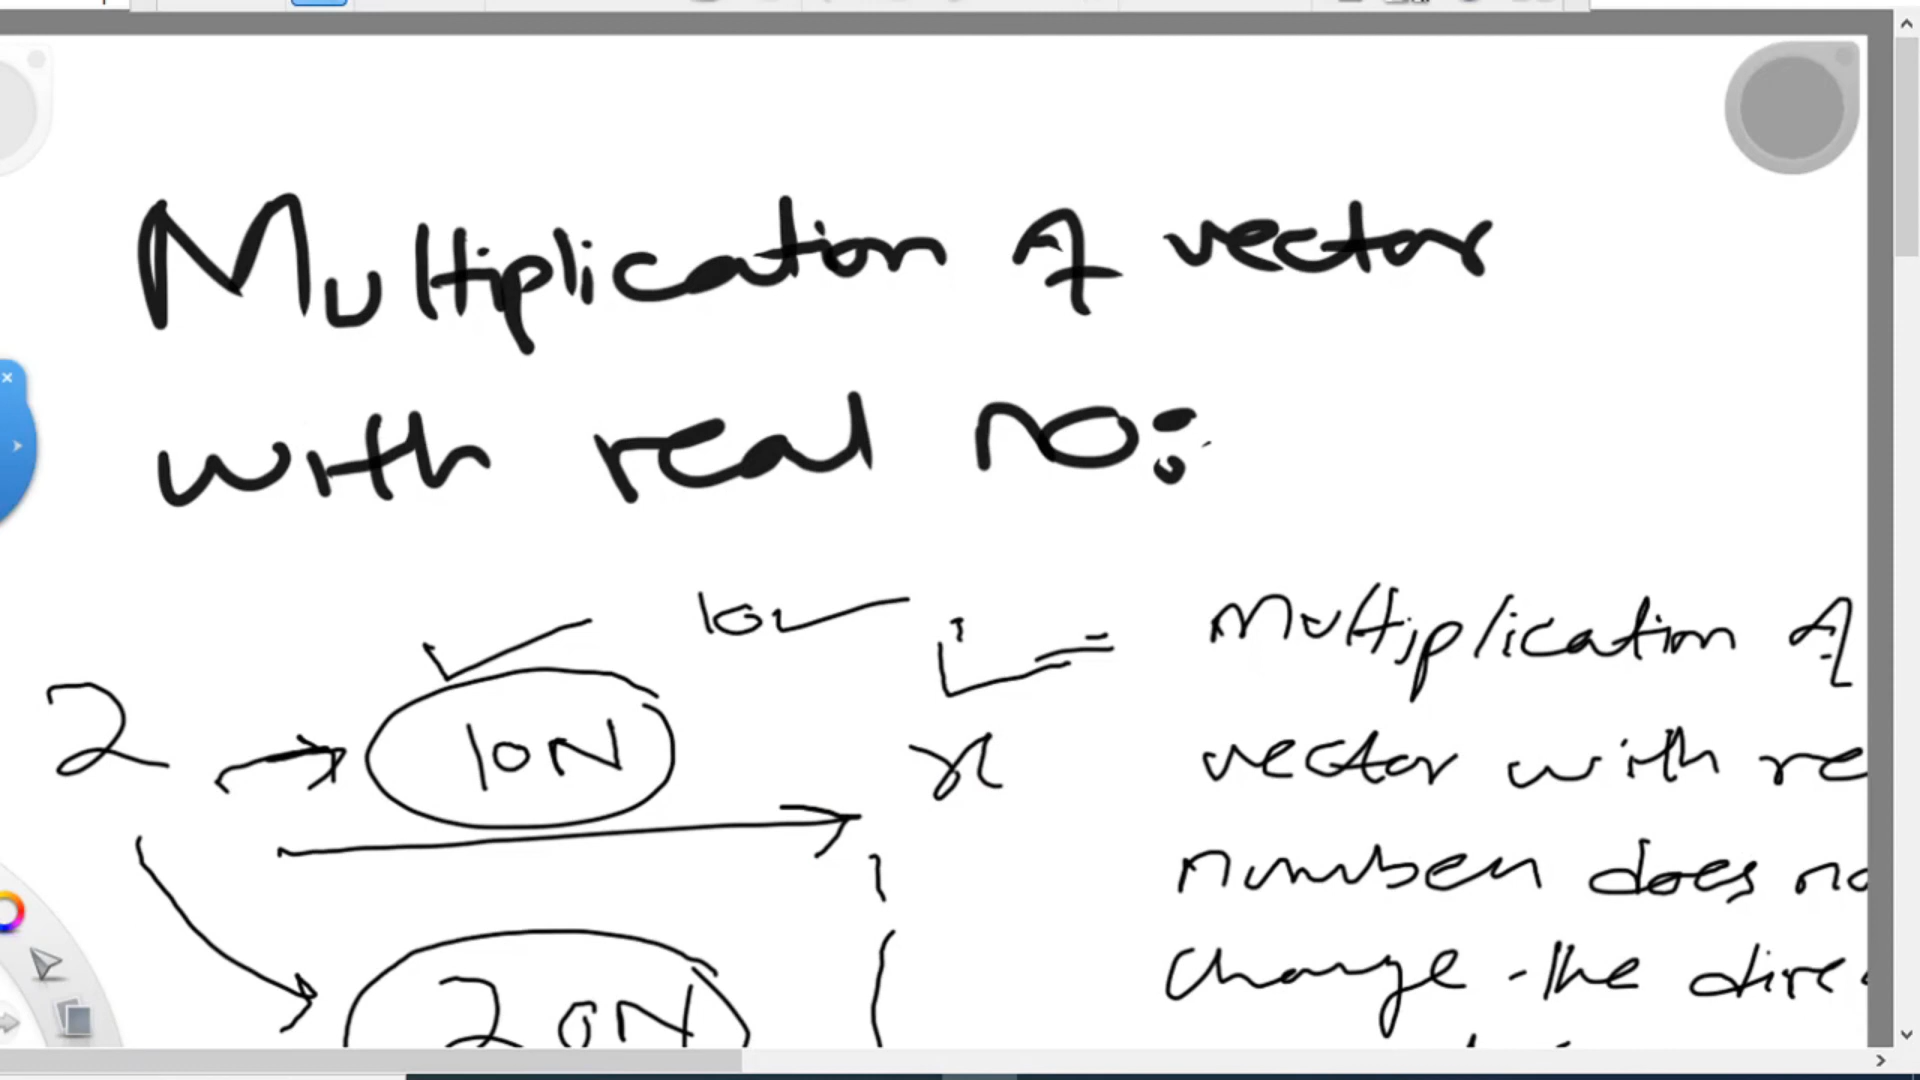 Multiplication of vector
with real no:
10
2 → 10N
x
20N
Multiplication of
vector with re
number does no
change the dire